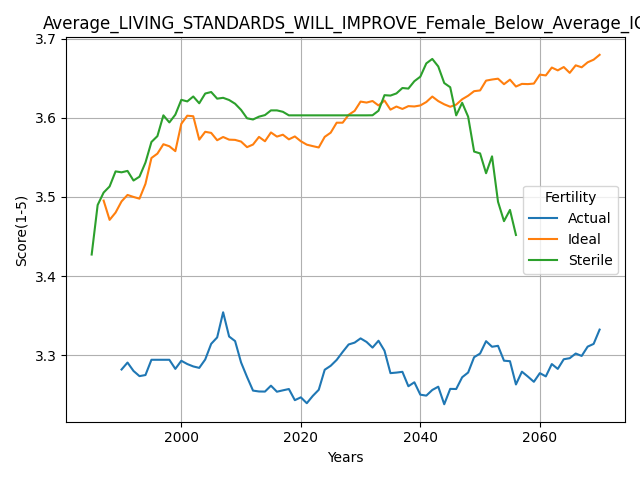 Average_LIVING_STANDARDS_WILL_IMPROVE_Female_Below_Average_IC
3.7
3.6
3.5
3.4
3.3
Score(1-5)
Fertility
Actual
Ideal
Sterile
2000 2020 2040 2060
Years